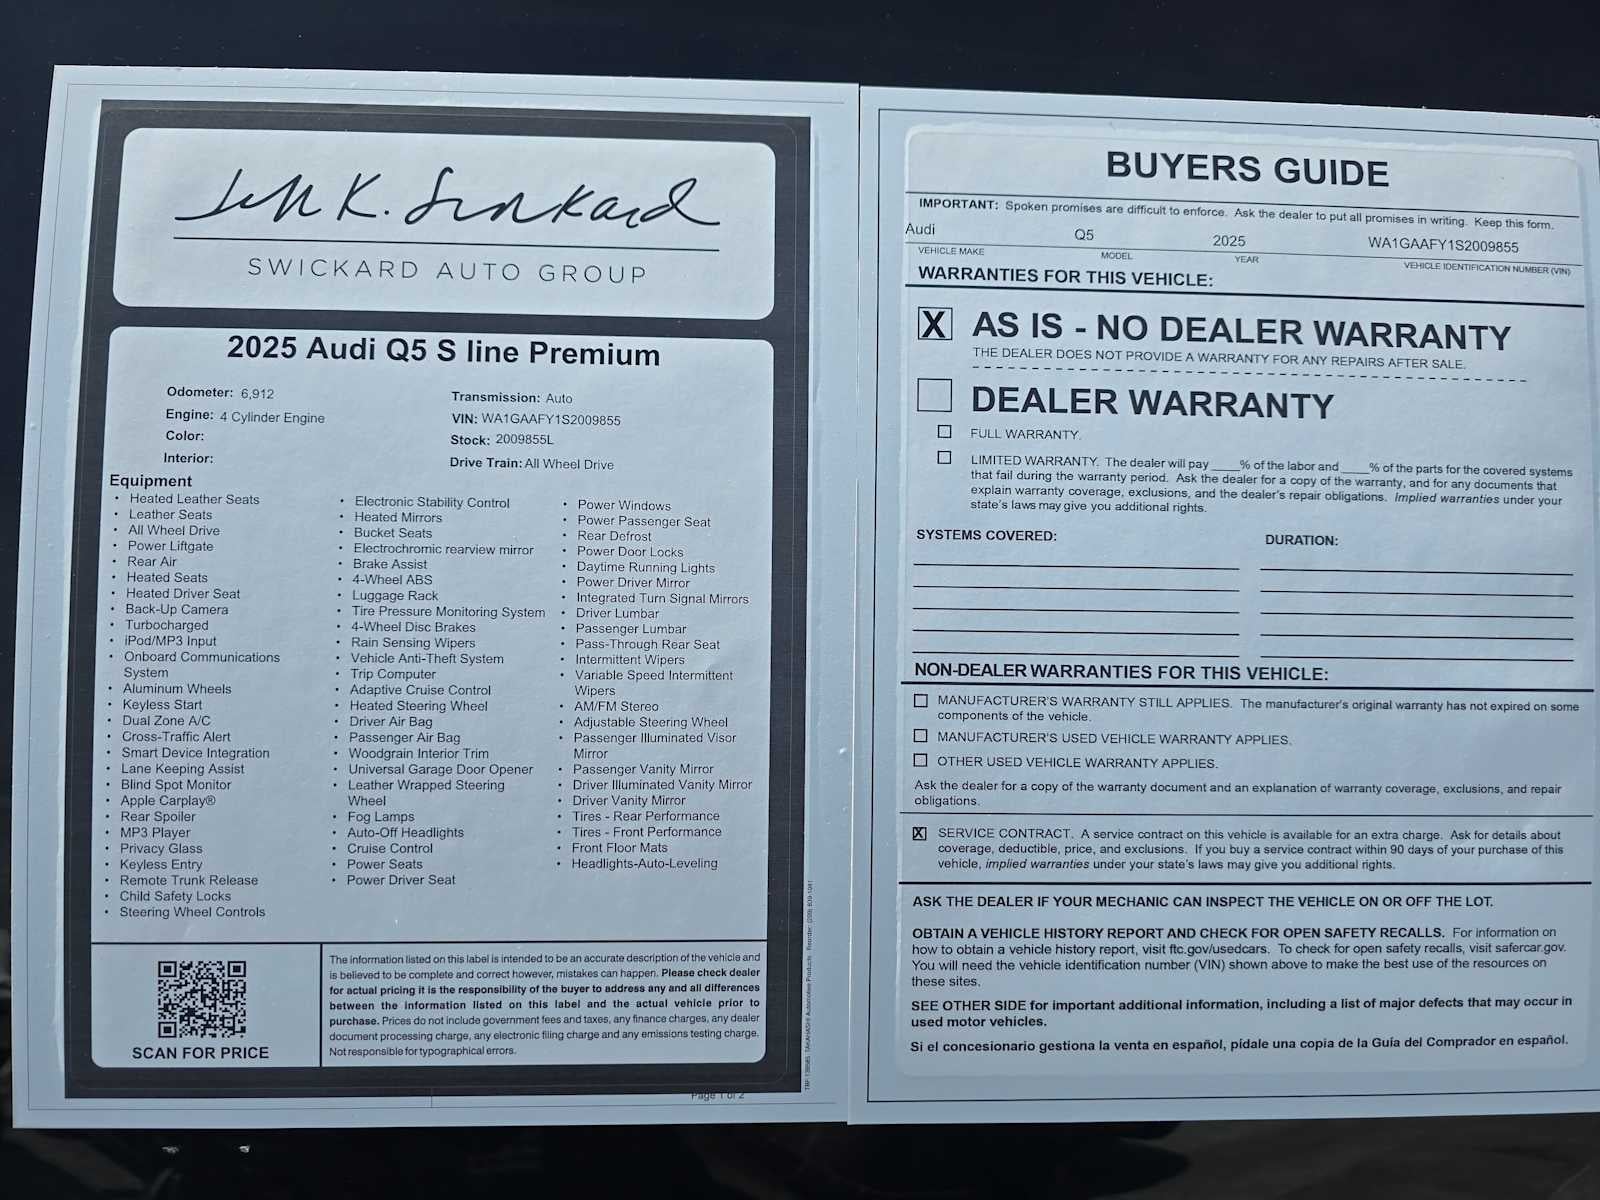 Jeff K. Swickard
SWICKARD AUTO GROUP
2025 Audi Q5 S line Premium
Odometer: 6,912
Engine: 4 Cylinder Engine
Color:
Interior:
Transmission: Auto
VIN: WA1GAAFY1S2009855
Stock: 2009855L
Drive Train: All Wheel Drive
Equipment
• Heated Leather Seats
• Leather Seats
• All Wheel Drive
• Power Liftgate
• Rear Air
• Heated Seats
• Heated Driver Seat
• Back-Up Camera
• Turbocharged
• iPod/MP3 Input
• Onboard Communications
System
• Aluminum Wheels
• Keyless Start
• Dual Zone A/C
• Cross-Traffic Alert
• Smart Device Integration
• Lane Keeping Assist
• Blind Spot Monitor
• Apple Carplay®
• Rear Spoiler
• MP3 Player
• Privacy Glass
• Keyless Entry
• Remote Trunk Release
• Child Safety Locks
• Steering Wheel Controls
• Electronic Stability Control
• Heated Mirrors
• Bucket Seats
• Electrochromic rearview mirror
• Brake Assist
• 4-Wheel ABS
• Luggage Rack
• Tire Pressure Monitoring System
• 4-Wheel Disc Brakes
• Rain Sensing Wipers
• Vehicle Anti-Theft System
• Trip Computer
• Adaptive Cruise Control
• Heated Steering Wheel
• Driver Air Bag
• Passenger Air Bag
• Woodgrain Interior Trim
• Universal Garage Door Opener
• Leather Wrapped Steering
Wheel
• Fog Lamps
• Auto-Off Headlights
• Cruise Control
• Power Seats
• Power Driver Seat
• Power Windows
• Power Passenger Seat
• Rear Defrost
• Power Door Locks
• Daytime Running Lights
• Power Driver Mirror
• Integrated Turn Signal Mirrors
• Driver Lumbar
• Passenger Lumbar
• Pass-Through Rear Seat
• Intermittent Wipers
• Variable Speed Intermittent
Wipers
• AM/FM Stereo
• Adjustable Steering Wheel
• Passenger Illuminated Visor
Mirror
• Passenger Vanity Mirror
• Driver Illuminated Vanity Mirror
• Driver Vanity Mirror
• Tires - Rear Performance
• Tires - Front Performance
• Front Floor Mats
• Headlights-Auto-Leveling
SCAN FOR PRICE
The information listed on this label is intended to be an accurate description of the vehicle and
is believed to be complete and correct however, mistakes can happen. Please check dealer
for actual pricing it is the responsibility of the buyer to address any and all differences
between the information listed on this label and the actual vehicle prior to
purchase. Prices do not include government fees and taxes, any finance charges, any dealer
document processing charge, any electronic filing charge and any emissions testing charge.
Not responsible for typographical errors.
TAKAHASHI Automotive Products
Page 1 of 2
BUYERS GUIDE
IMPORTANT: Spoken promises are difficult to enforce. Ask the dealer to put all promises in writing. Keep this form.
Audi Q5 2025 WA1GAAFY1S2009855
VEHICLE MAKE MODEL YEAR VEHICLE IDENTIFICATION NUMBER (VIN)
WARRANTIES FOR THIS VEHICLE:
X AS IS - NO DEALER WARRANTY
THE DEALER DOES NOT PROVIDE A WARRANTY FOR ANY REPAIRS AFTER SALE.
DEALER WARRANTY
FULL WARRANTY.
LIMITED WARRANTY. The dealer will pay ____% of the labor and ____% of the parts for the covered systems
that fail during the warranty period. Ask the dealer for a copy of the warranty, and for any documents that
explain warranty coverage, exclusions, and the dealer's repair obligations. Implied warranties under your
state's laws may give you additional rights.
SYSTEMS COVERED: DURATION:
NON-DEALER WARRANTIES FOR THIS VEHICLE:
MANUFACTURER'S WARRANTY STILL APPLIES. The manufacturer's original warranty has not expired on some
components of the vehicle.
MANUFACTURER'S USED VEHICLE WARRANTY APPLIES.
OTHER USED VEHICLE WARRANTY APPLIES.
Ask the dealer for a copy of the warranty document and an explanation of warranty coverage, exclusions, and repair
obligations.
X SERVICE CONTRACT. A service contract on this vehicle is available for an extra charge. Ask for details about
coverage, deductible, price, and exclusions. If you buy a service contract within 90 days of your purchase of this
vehicle, implied warranties under your state's laws may give you additional rights.
ASK THE DEALER IF YOUR MECHANIC CAN INSPECT THE VEHICLE ON OR OFF THE LOT.
OBTAIN A VEHICLE HISTORY REPORT AND CHECK FOR OPEN SAFETY RECALLS. For information on
how to obtain a vehicle history report, visit ftc.gov/usedcars. To check for open safety recalls, visit safercar.gov.
You will need the vehicle identification number (VIN) shown above to make the best use of the resources on
these sites.
SEE OTHER SIDE for important additional information, including a list of major defects that may occur in
used motor vehicles.
Si el concesionario gestiona la venta en español, pídale una copia de la Guía del Comprador en español.